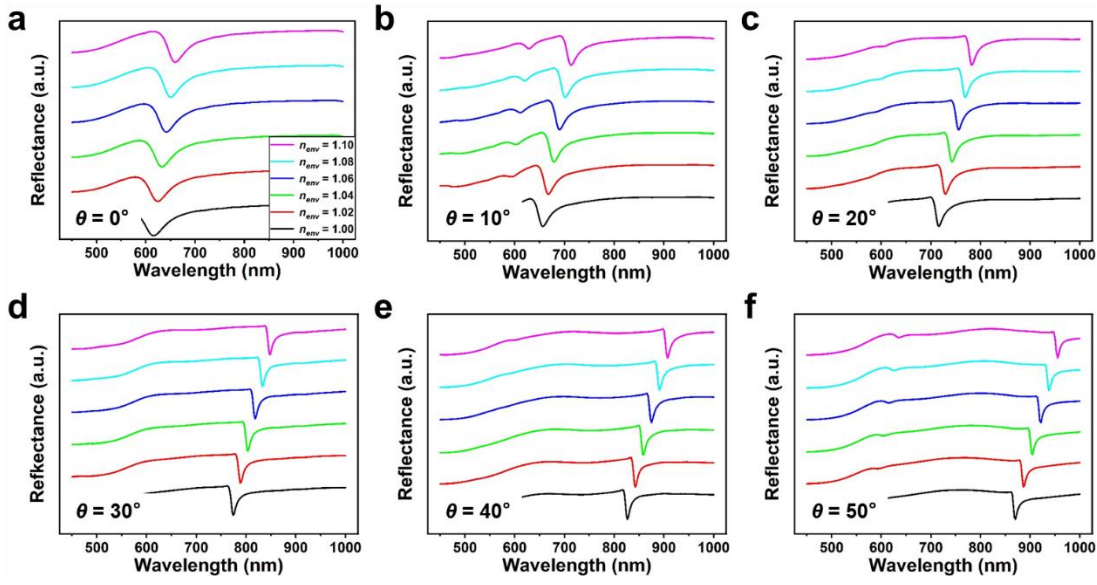 a
Reflectance (a.u.)
θ = 0°
n_env = 1.10
n_env = 1.08
n_env = 1.06
n_env = 1.04
n_env = 1.02
n_env = 1.00
500 600 700 800 900 1000
Wavelength (nm)
b
Reflectance (a.u.)
θ = 10°
500 600 700 800 900 1000
Wavelength (nm)
c
Reflectance (a.u.)
θ = 20°
500 600 700 800 900 1000
Wavelength (nm)
d
Refkectance (a.u.)
θ = 30°
500 600 700 800 900 1000
Wavelength (nm)
e
Reflectance (a.u.)
θ = 40°
500 600 700 800 900 1000
Wavelength (nm)
f
Reflectance (a.u.)
θ = 50°
500 600 700 800 900 1000
Wavelength (nm)